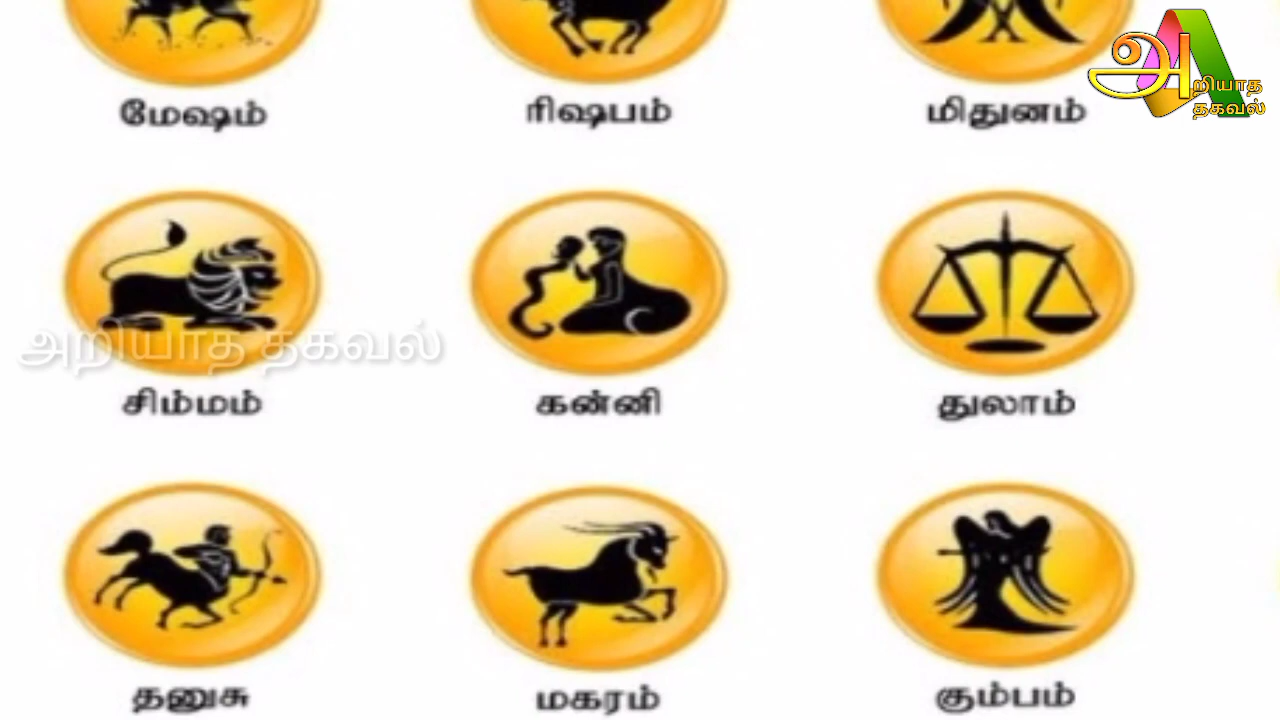 மேஷம்
ரிஷபம்
மிதுனம்
அறியாத
தகவல்
சிம்மம்
கன்னி
துலாம்
அறியாத தகவல்
தனுசு
மகரம்
கும்பம்